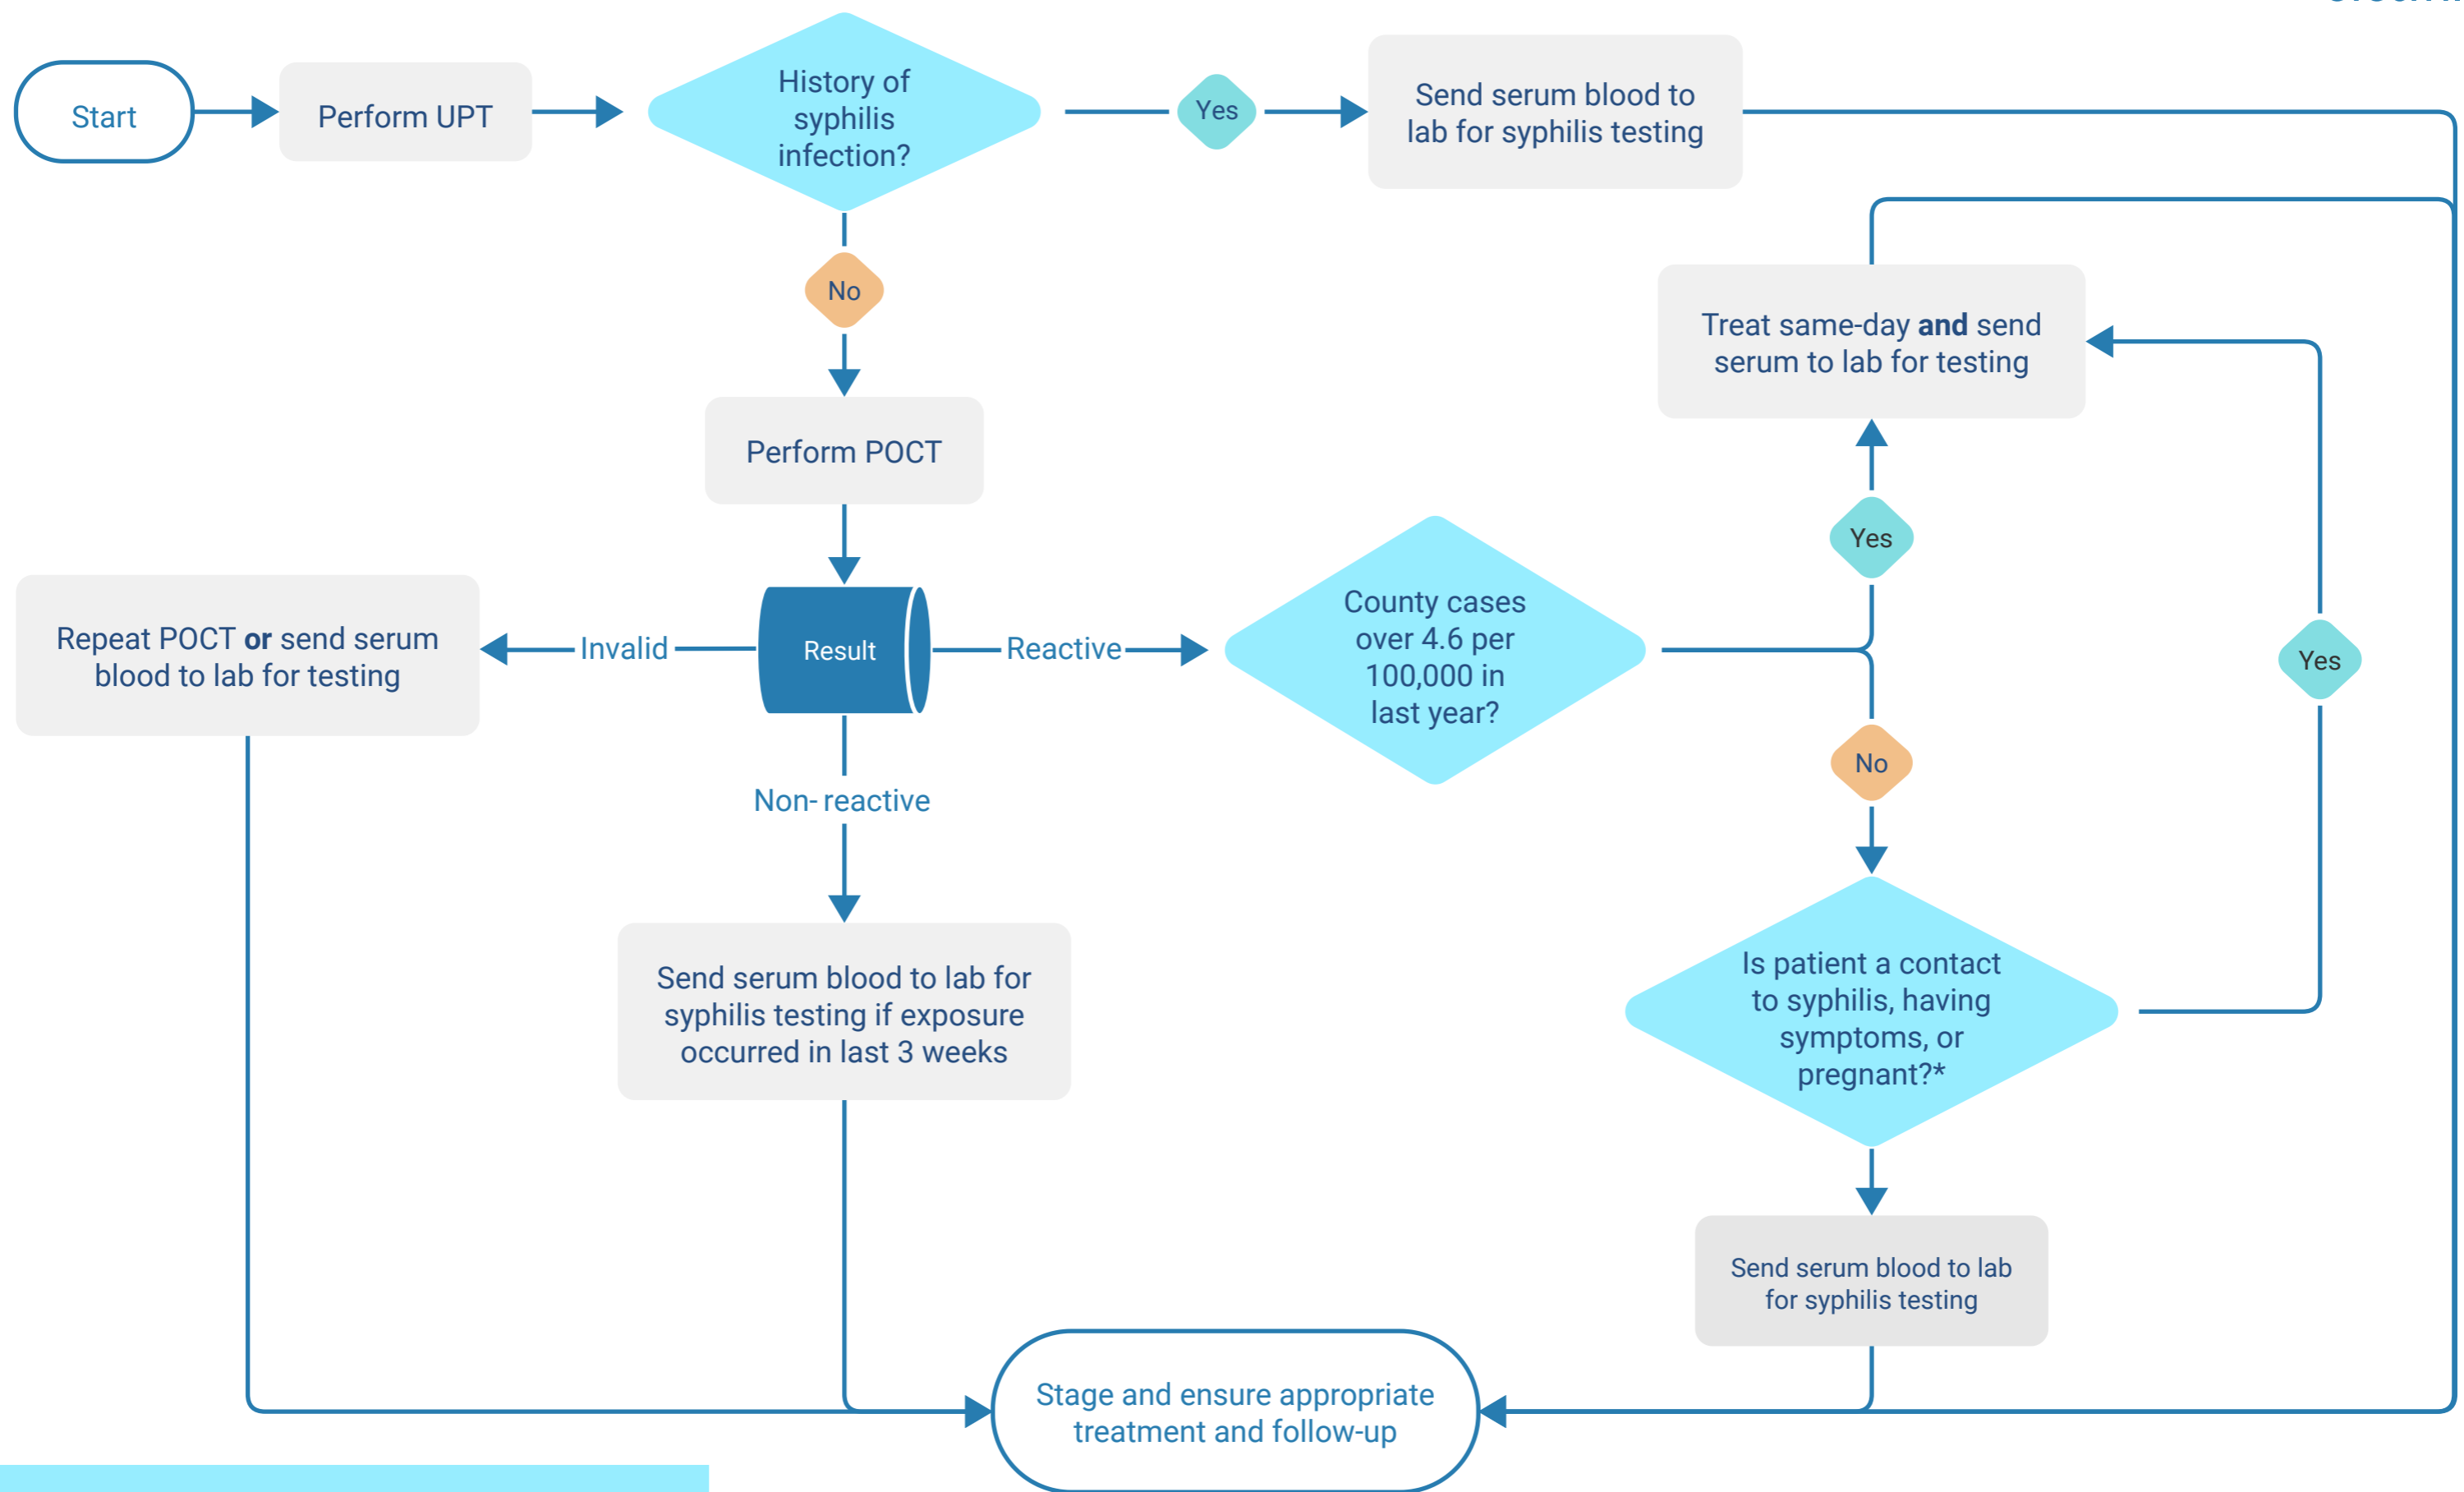 Start
Perform UPT
History of
syphilis
infection?
Yes
Send serum blood to
lab for syphilis testing
No
Perform POCT
Treat same-day and send
serum to lab for testing
Yes
Repeat POCT or send serum
blood to lab for testing
Invalid
Result
Reactive
County cases
over 4.6 per
100,000 in
last year?
Yes
No
Non- reactive
Send serum blood to lab for
syphilis testing if exposure
occurred in last 3 weeks
Is patient a contact
to syphilis, having
symptoms, or
pregnant?*
Send serum blood to lab
for syphilis testing
Stage and ensure appropriate
treatment and follow-up